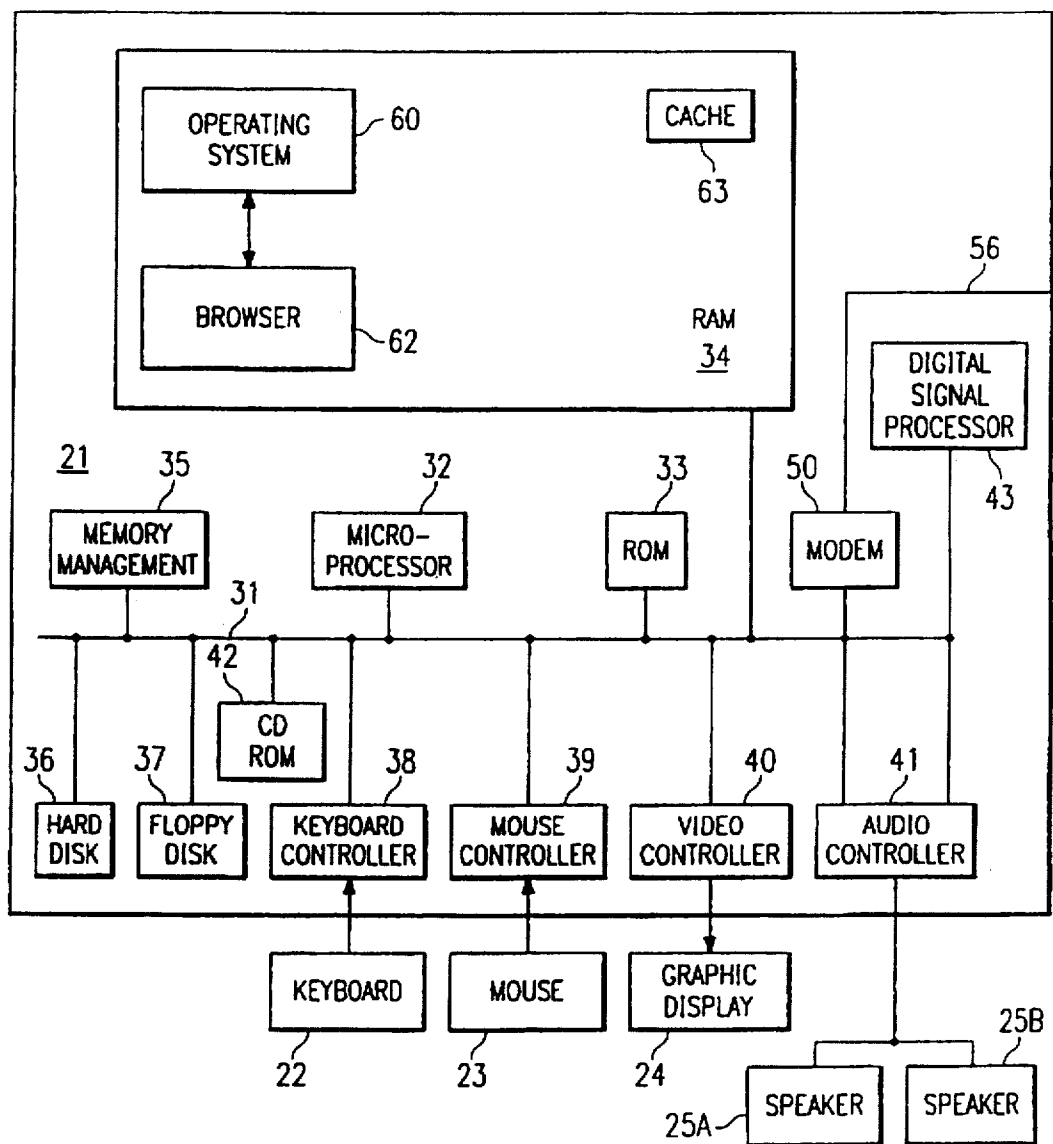 OPERATING
SYSTEM
60
CACHE
63
BROWSER
62
RAM
34
56
DIGITAL
SIGNAL
PROCESSOR
43
21
35
MEMORY
MANAGEMENT
32
MICRO-
PROCESSOR
33
ROM
50
MODEM
31
42
CD
ROM
36
HARD
DISK
37
FLOPPY
DISK
38
KEYBOARD
CONTROLLER
39
MOUSE
CONTROLLER
40
VIDEO
CONTROLLER
41
AUDIO
CONTROLLER
KEYBOARD
22
MOUSE
23
GRAPHIC
DISPLAY
24
25A
SPEAKER
25B
SPEAKER